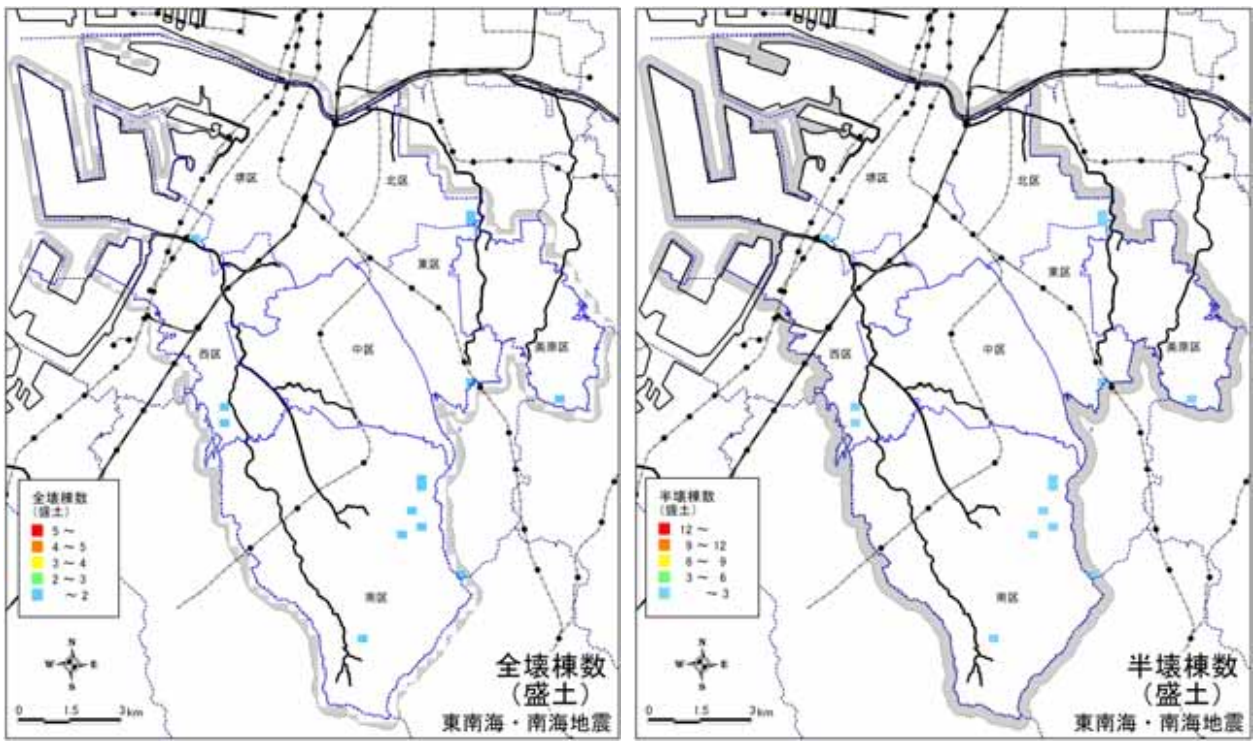 堺区
北区
東区
西区
中区
美原区
南区
全壊棟数
(盛土)
5 ~
4 ~ 5
3 ~ 4
2 ~ 3
~ 2
N
W E
S
0 1.5 3km
全壊棟数
(盛土)
東南海・南海地震
堺区
北区
東区
西区
中区
美原区
南区
半壊棟数
(盛土)
12 ~
9 ~ 12
6 ~ 9
3 ~ 6
~ 3
N
W E
S
0 1.5 3km
半壊棟数
(盛土)
東南海・南海地震